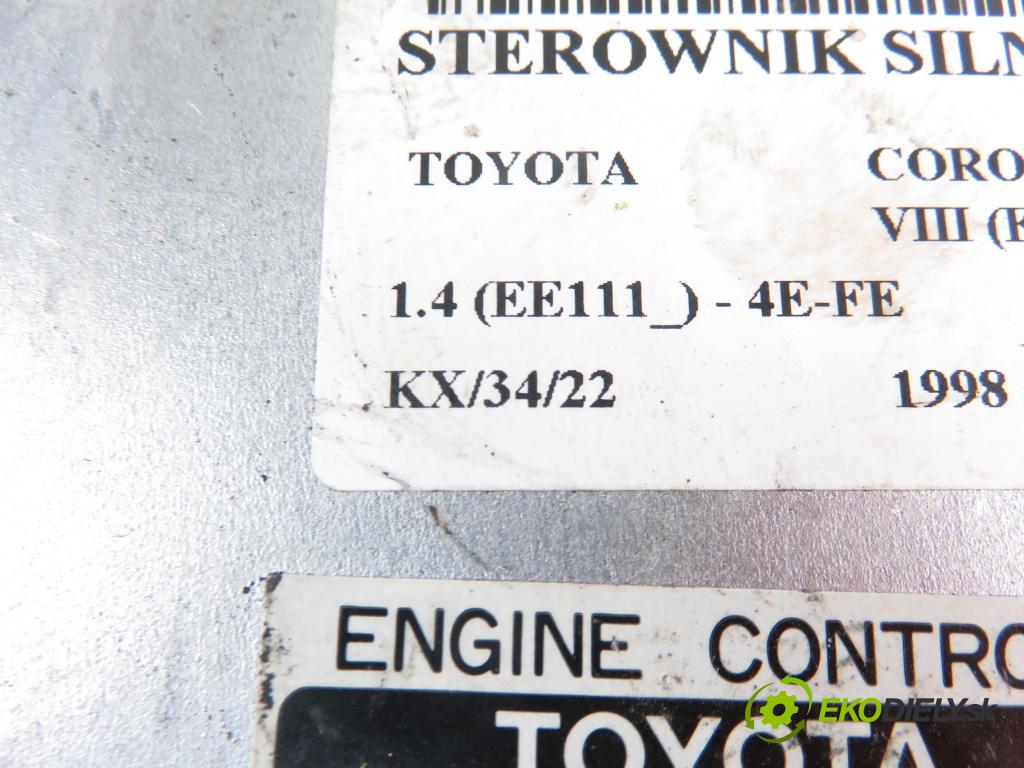 STEROWNIK SILN
TOYOTA CORO
VIII (E
1.4 (EE111_) - 4E-FE
KX/34/22 1998
ENGINE CONTRO
TOYOTA
EKODIELY.sk